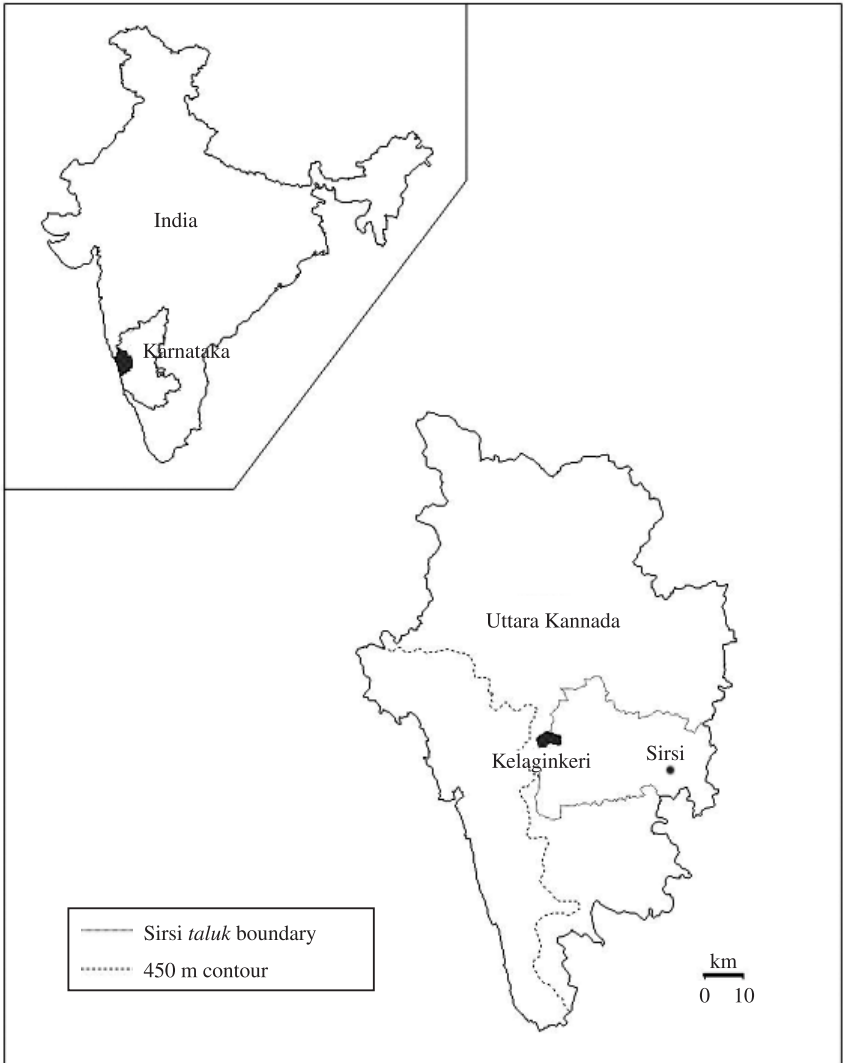 India
Karnataka
Uttara Kannada
Kelaginkeri
Sirsi
Sirsi taluk boundary
450 m contour
km
0 10